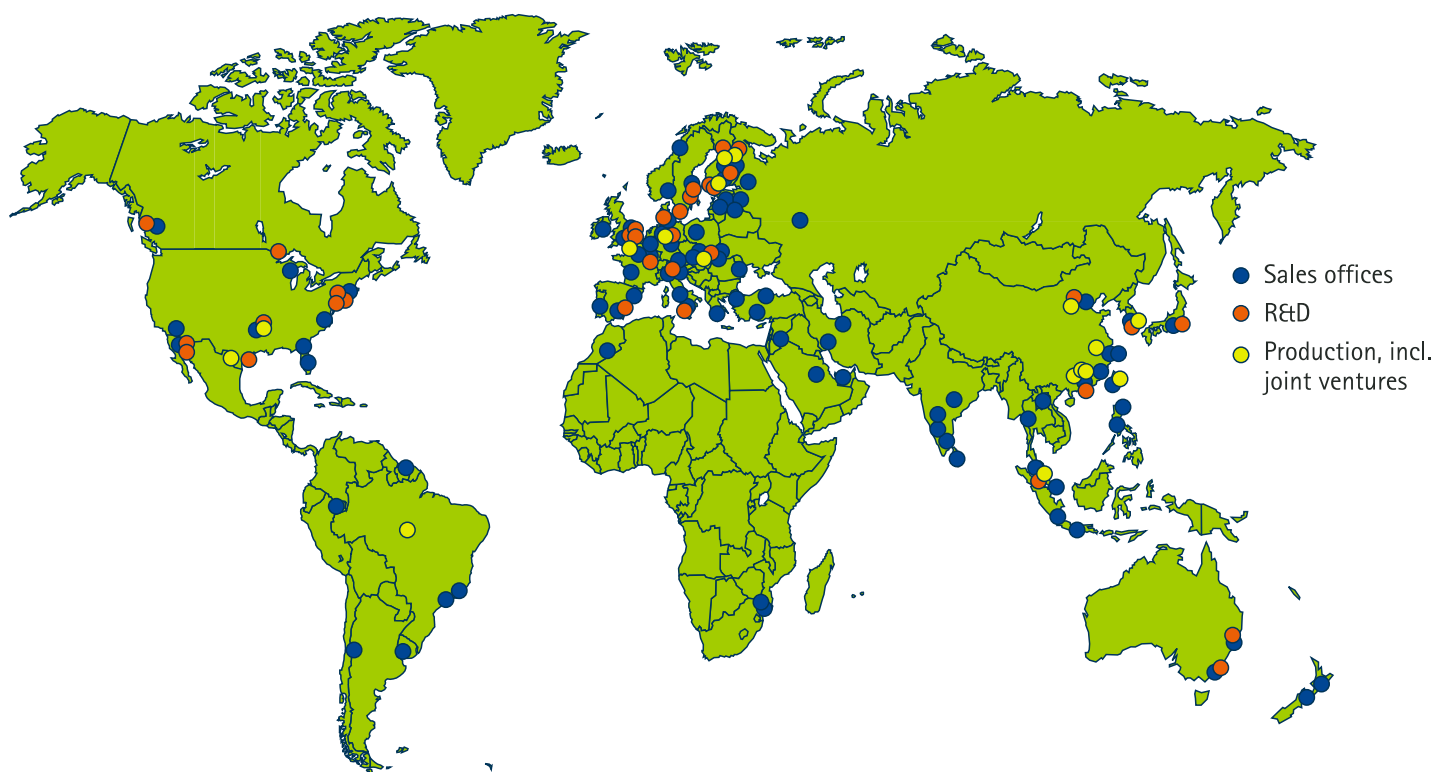 Sales offices
R&D
Production, incl.
joint ventures